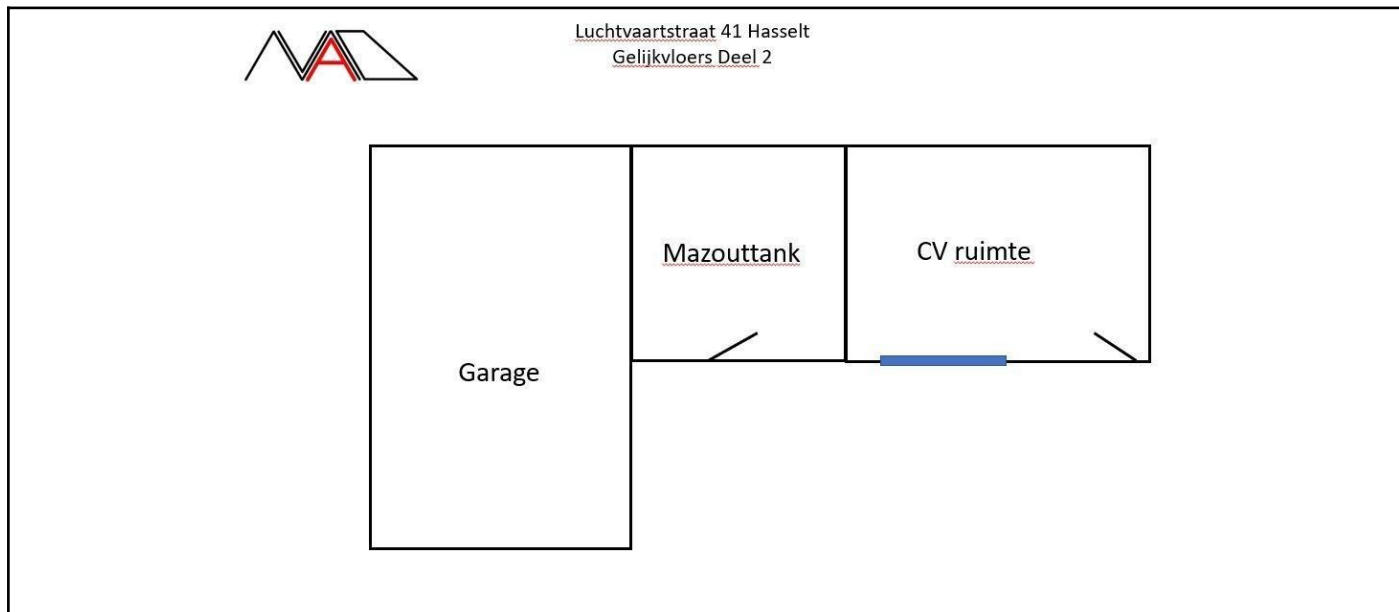 Luchtvaartstraat 41 Hasselt
Gelijkvloers Deel 2
Mazouttank
CV ruimte
Garage